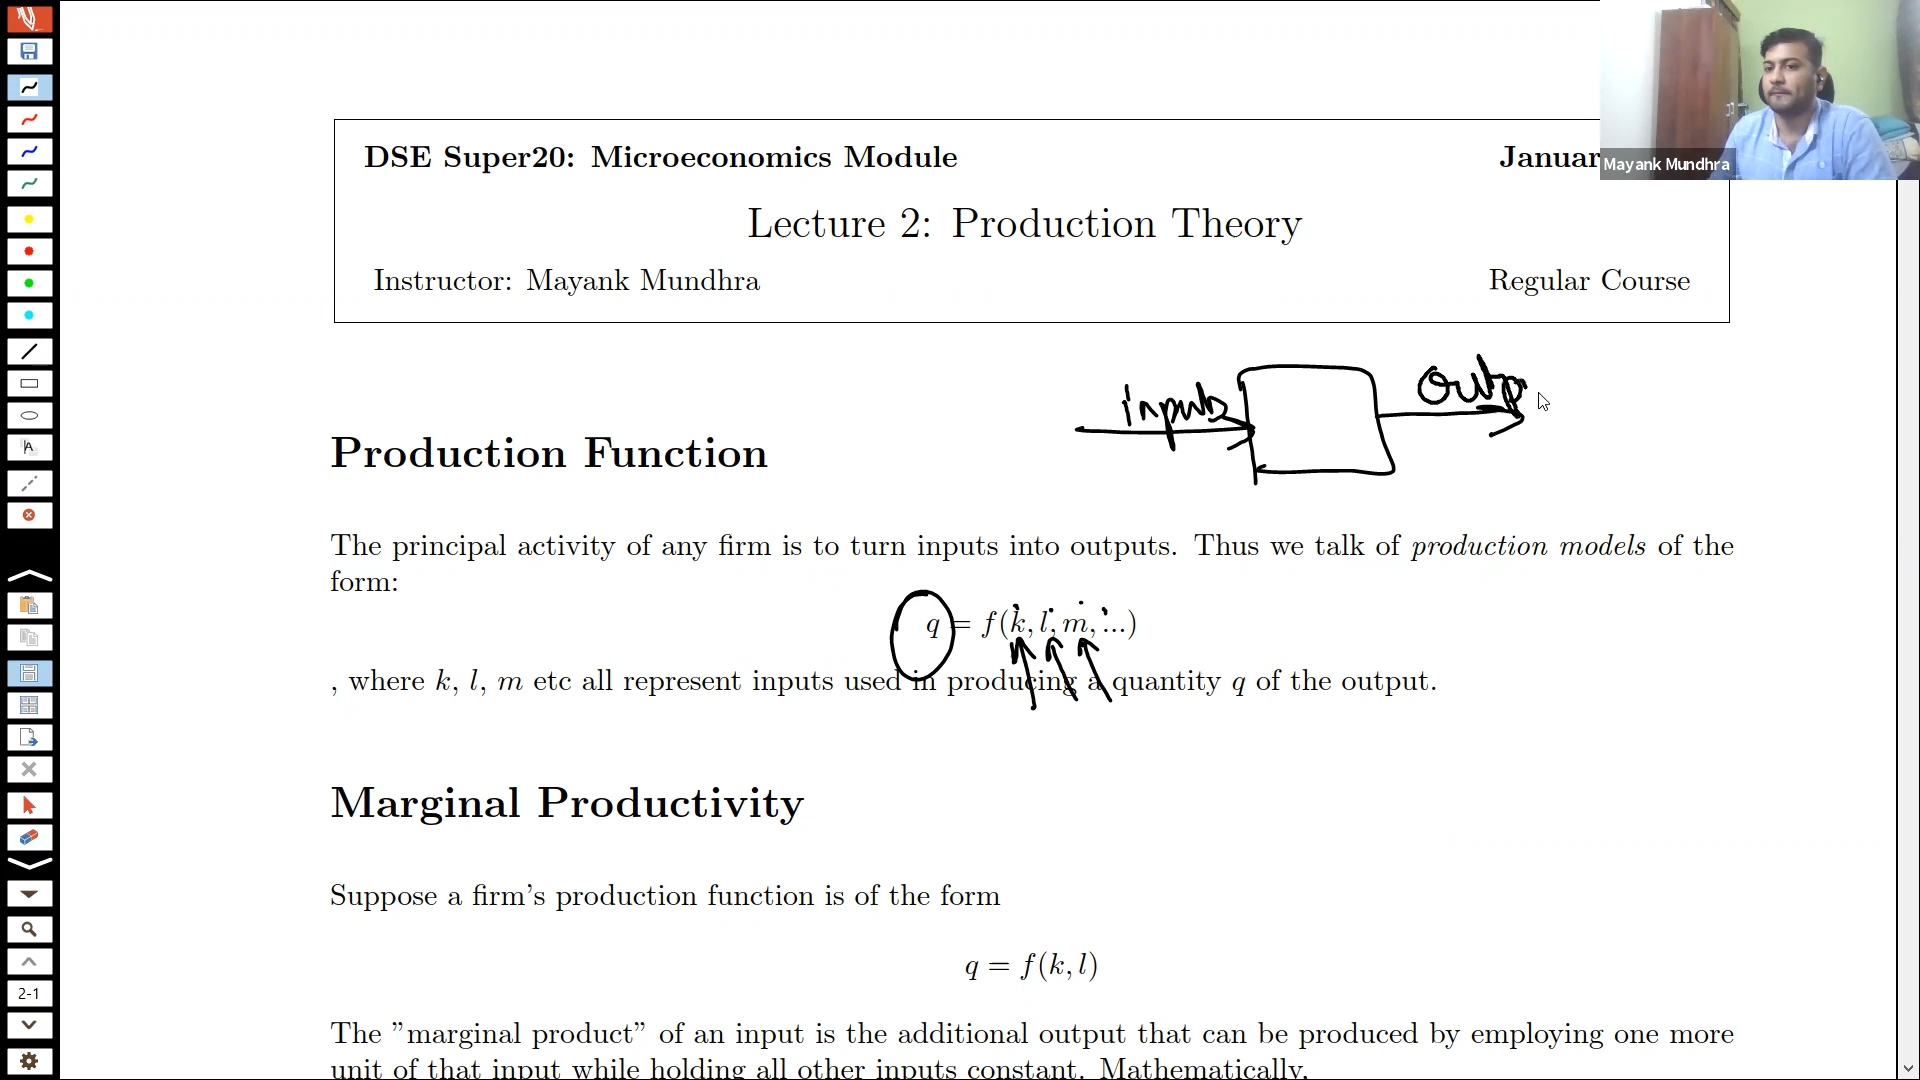 DSE Super20: Microeconomics Module Januar
Mayank Mundhra
Lecture 2: Production Theory
Instructor: Mayank Mundhra Regular Course
inputs outp
Production Function
The principal activity of any firm is to turn inputs into outputs. Thus we talk of production models of the
form:
q = f(k, l, m, ...)
, where k, l, m etc all represent inputs used in producing a quantity q of the output.
Marginal Productivity
Suppose a firm's production function is of the form
q = f(k, l)
The ”marginal product” of an input is the additional output that can be produced by employing one more
unit of that input while holding all other inputs constant. Mathematically,
A
2-1